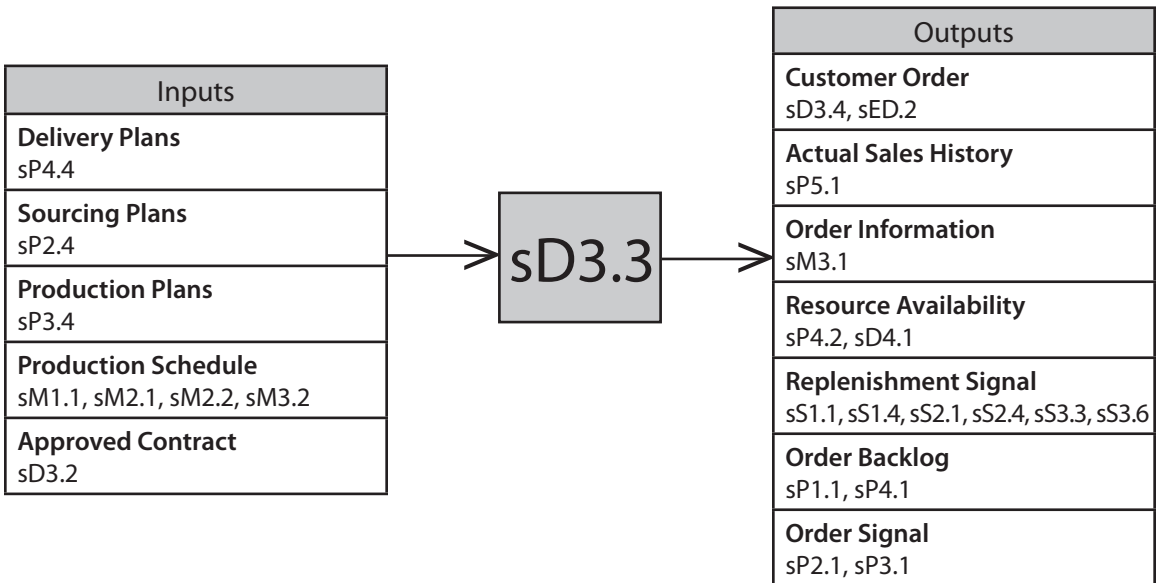 Inputs
Delivery Plans
sP4.4
Sourcing Plans
sP2.4
Production Plans
sP3.4
Production Schedule
sM1.1, sM2.1, sM2.2, sM3.2
Approved Contract
sD3.2
sD3.3
Outputs
Customer Order
sD3.4, sED.2
Actual Sales History
sP5.1
Order Information
sM3.1
Resource Availability
sP4.2, sD4.1
Replenishment Signal
sS1.1, sS1.4, sS2.1, sS2.4, sS3.3, sS3.6
Order Backlog
sP1.1, sP4.1
Order Signal
sP2.1, sP3.1